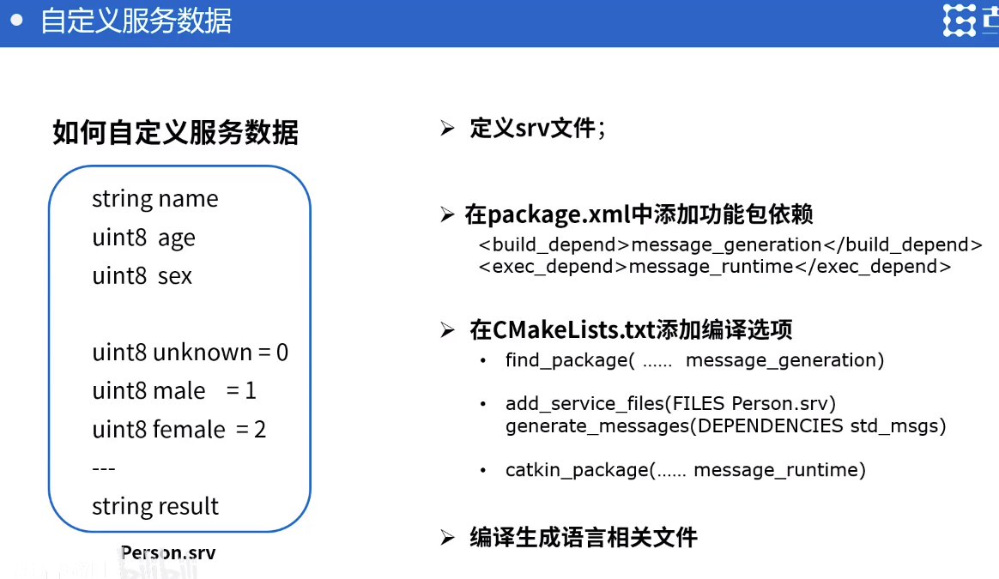 • 自定义服务数据
如何自定义服务数据
string name
uint8 age
uint8 sex
uint8 unknown = 0
uint8 male = 1
uint8 female = 2
---
string result
Person.srv
➢ 定义srv文件；
➢ 在package.xml中添加功能包依赖
<build_depend>message_generation</build_depend>
<exec_depend>message_runtime</exec_depend>
➢ 在CMakeLists.txt添加编译选项
• find_package( …… message_generation)
• add_service_files(FILES Person.srv)
generate_messages(DEPENDENCIES std_msgs)
• catkin_package(…… message_runtime)
➢ 编译生成语言相关文件